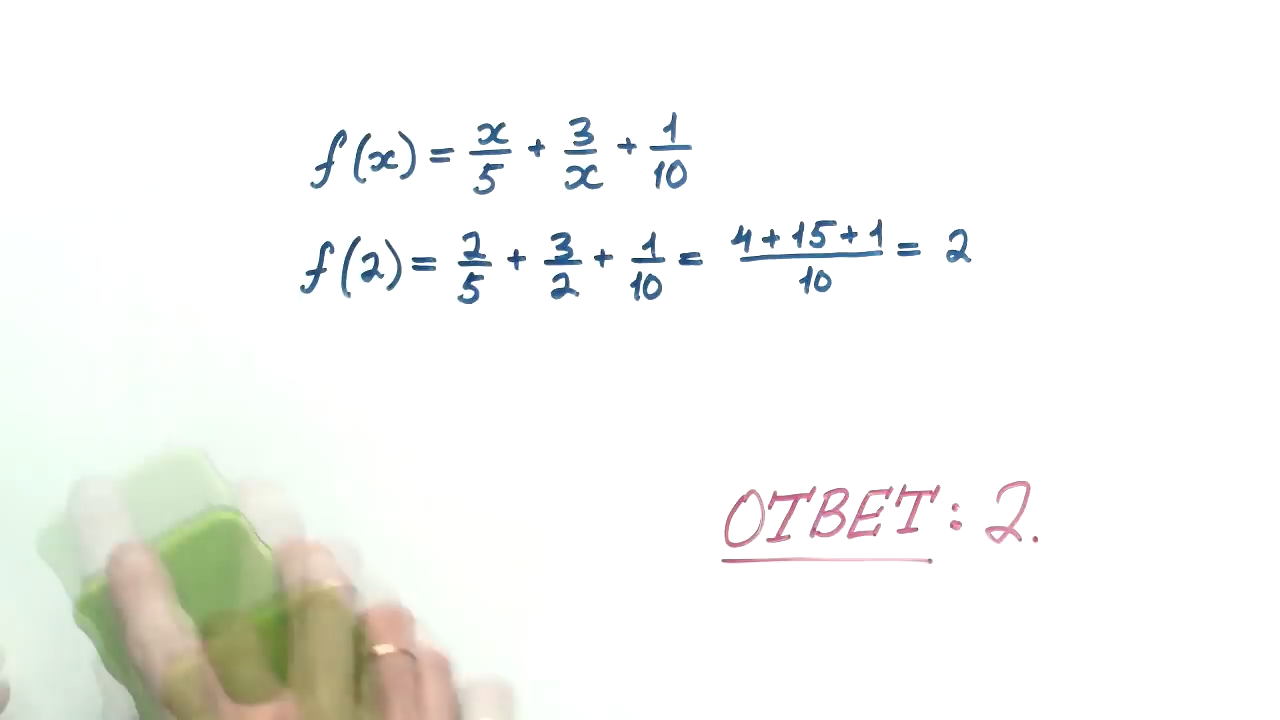 f(x) = x/5 + 3/x + 1/10
f(2) = 2/5 + 3/2 + 1/10 = (4+15+1)/10 = 2
ОТВЕТ: 2.